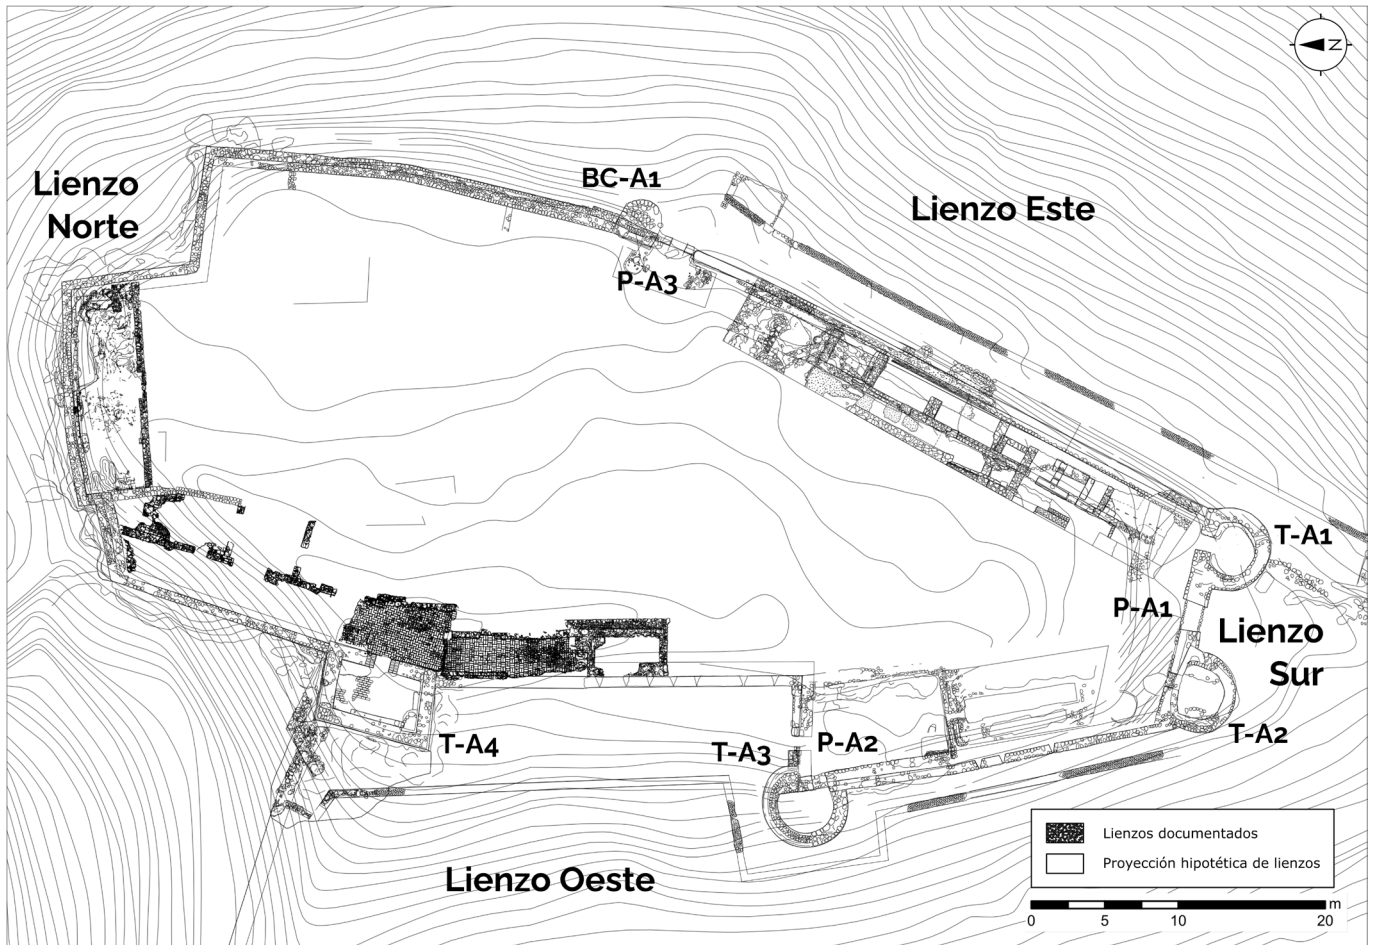 N
Lienzo
Norte
BC-A1
Lienzo Este
P-A3
T-A1
P-A1
Lienzo
Sur
T-A2
T-A4
T-A3
P-A2
Lienzo Oeste
Lienzos documentados
Proyección hipotética de lienzos
m
0 5 10 20